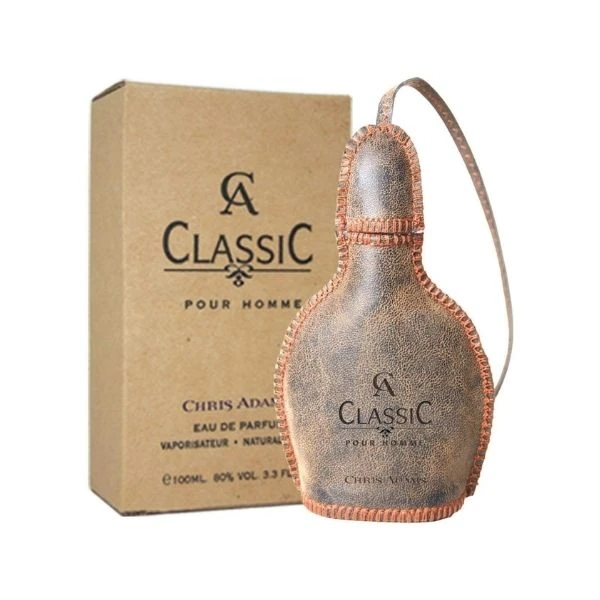 CA
CLASSIC
POUR HOMME
CHRIS ADAMS
EAU DE PARFU
VAPORISATEUR • NATURAL
℮100ML. 80% VOL. 3.3 FL
CA
CLASSIC
POUR HOMME
CHRIS ADAMS